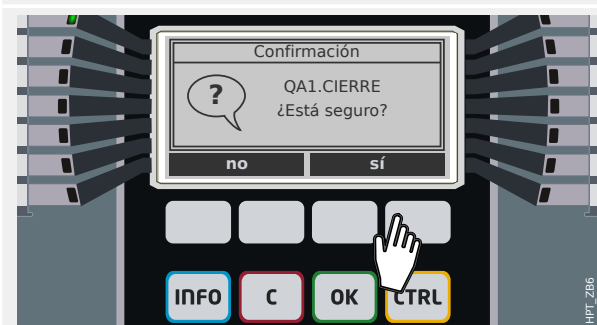 Confirmación
?
QA1.CIERRE
¿Está seguro?
no sí
INFO C OK CTRL
HPT_ZB6